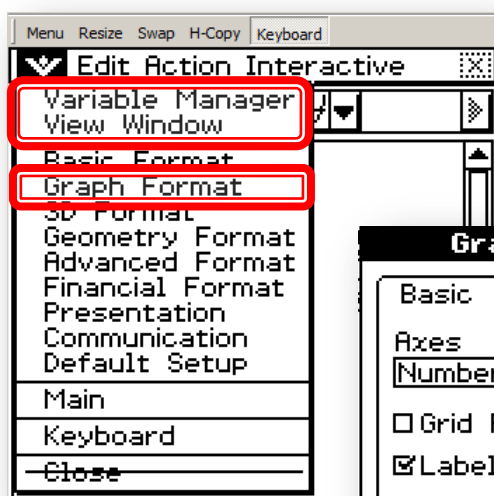 Menu Resize Swap H-Copy Keyboard
Edit Action Interactive
Variable Manager
View Window
Basic Format
Graph Format
3D Format
Geometry Format
Advanced Format
Financial Format
Presentation
Communication
Default Setup
Main
Keyboard
Close
Basic
Axes
Grid